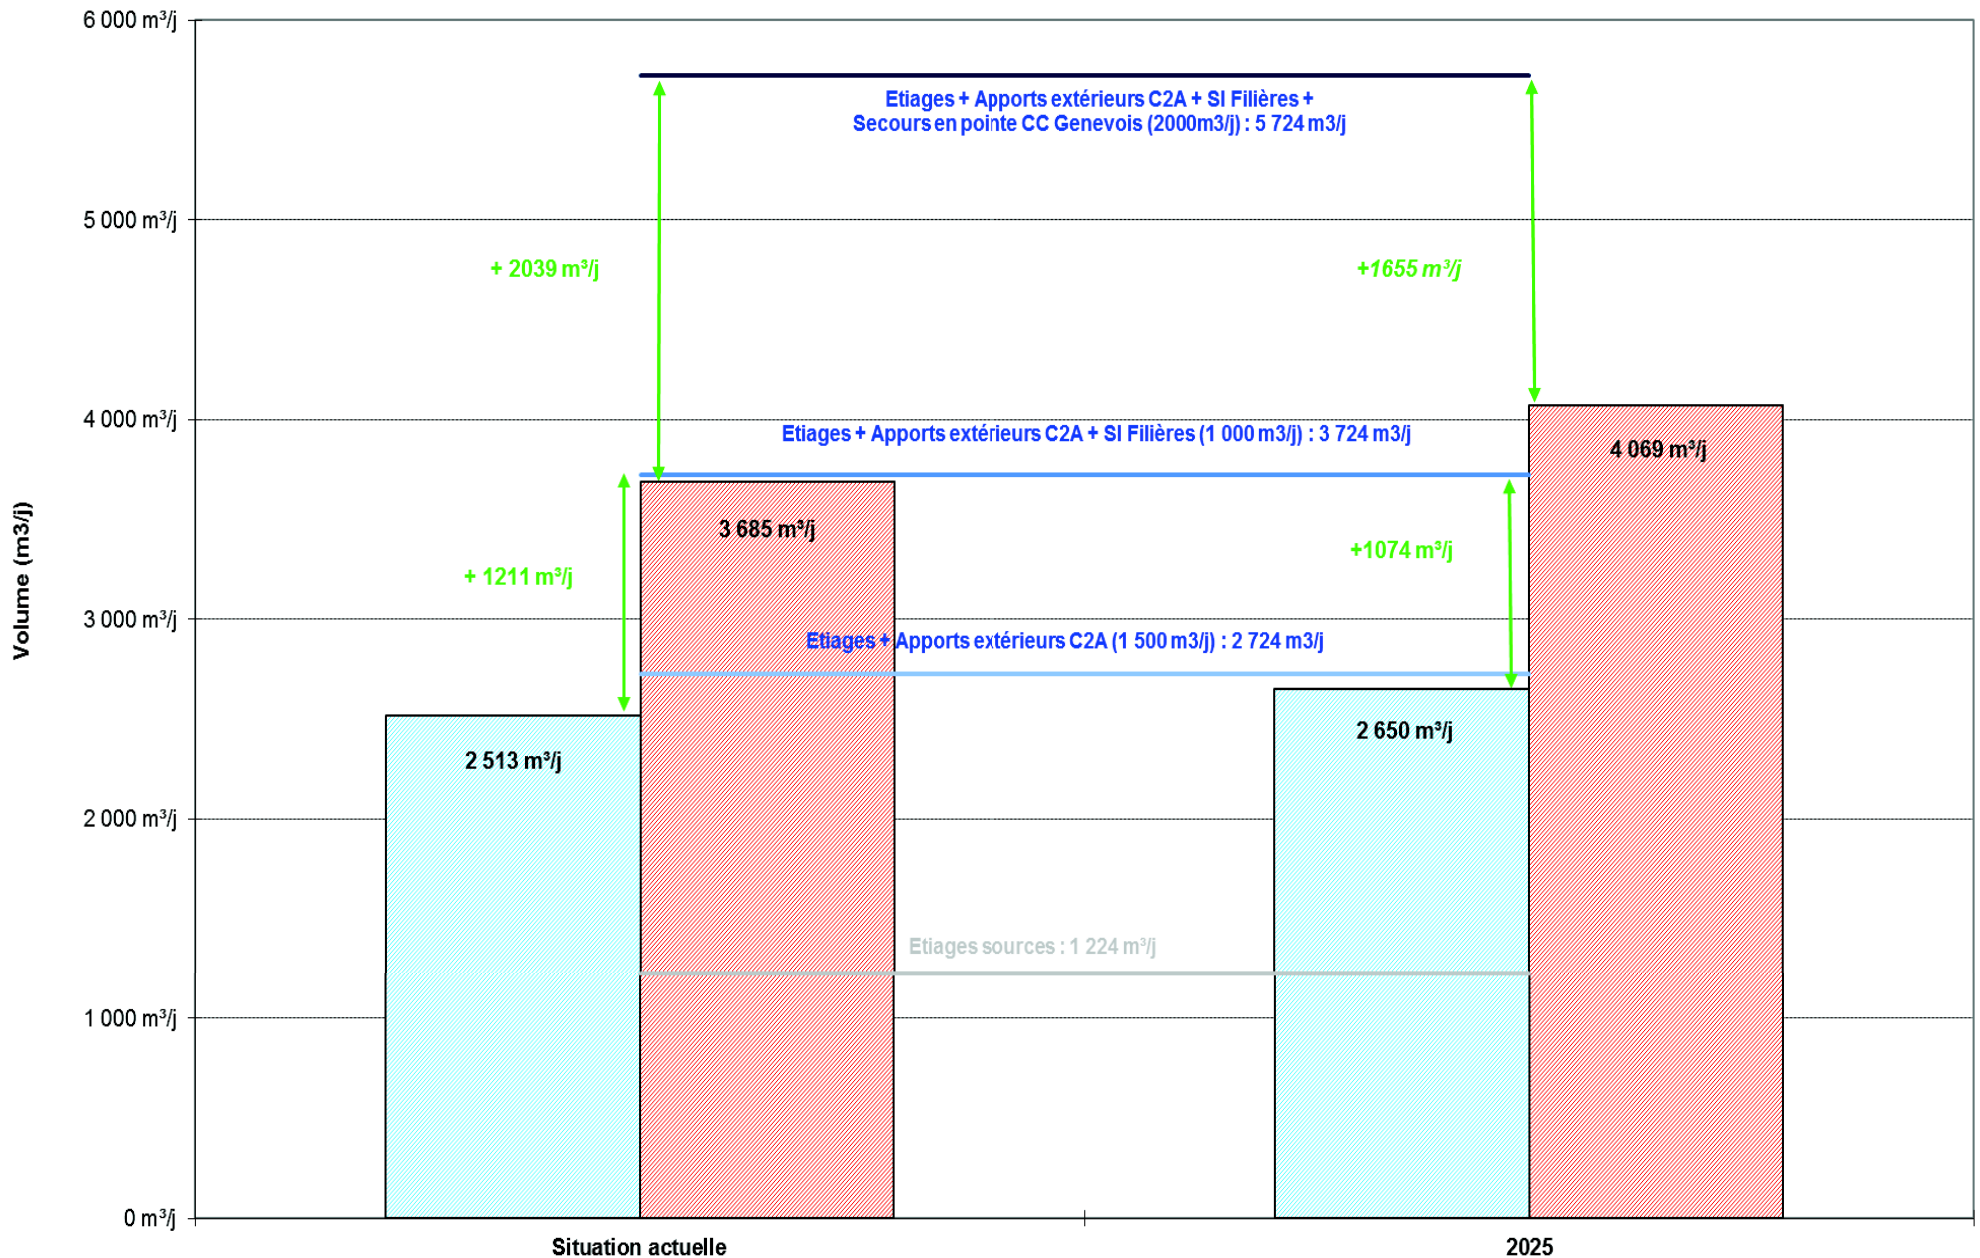 6 000 m³/j
Etiages + Apports extérieurs C2A + SI Filières +
Secours en pointe CC Genevois (2000m3/j) : 5 724 m3/j
5 000 m³/j
+ 2039 m³/j
+1655 m³/j
4 000 m³/j
Etiages + Apports extérieurs C2A + SI Filières (1 000 m3/j) : 3 724 m3/j
4 069 m³/j
3 685 m³/j
+1074 m³/j
+ 1211 m³/j
Volume (m3/j)
3 000 m³/j
Etiages + Apports extérieurs C2A (1 500 m3/j) : 2 724 m3/j
2 513 m³/j
2 650 m³/j
2 000 m³/j
Etiages sources : 1 224 m³/j
1 000 m³/j
0 m³/j
Situation actuelle
2025